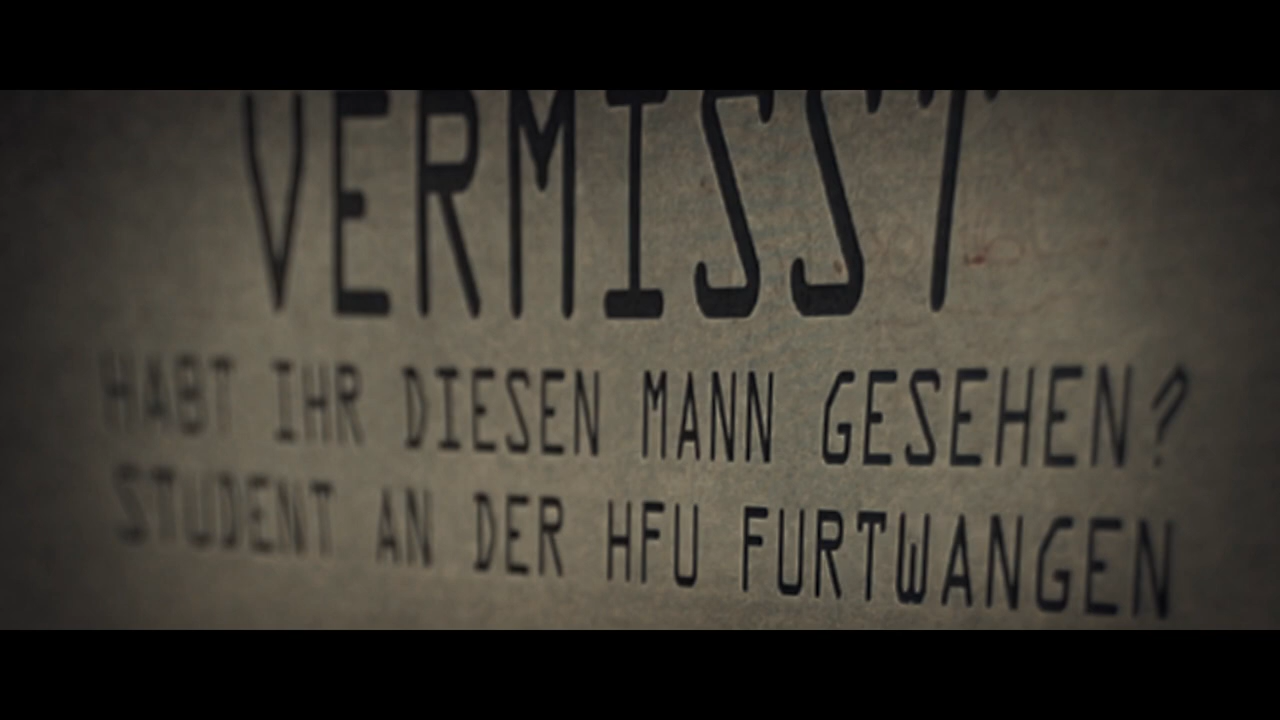 VERMISST
HABT IHR DIESEN MANN GESEHEN?
STUDENT AN DER HFU FURTWANGEN